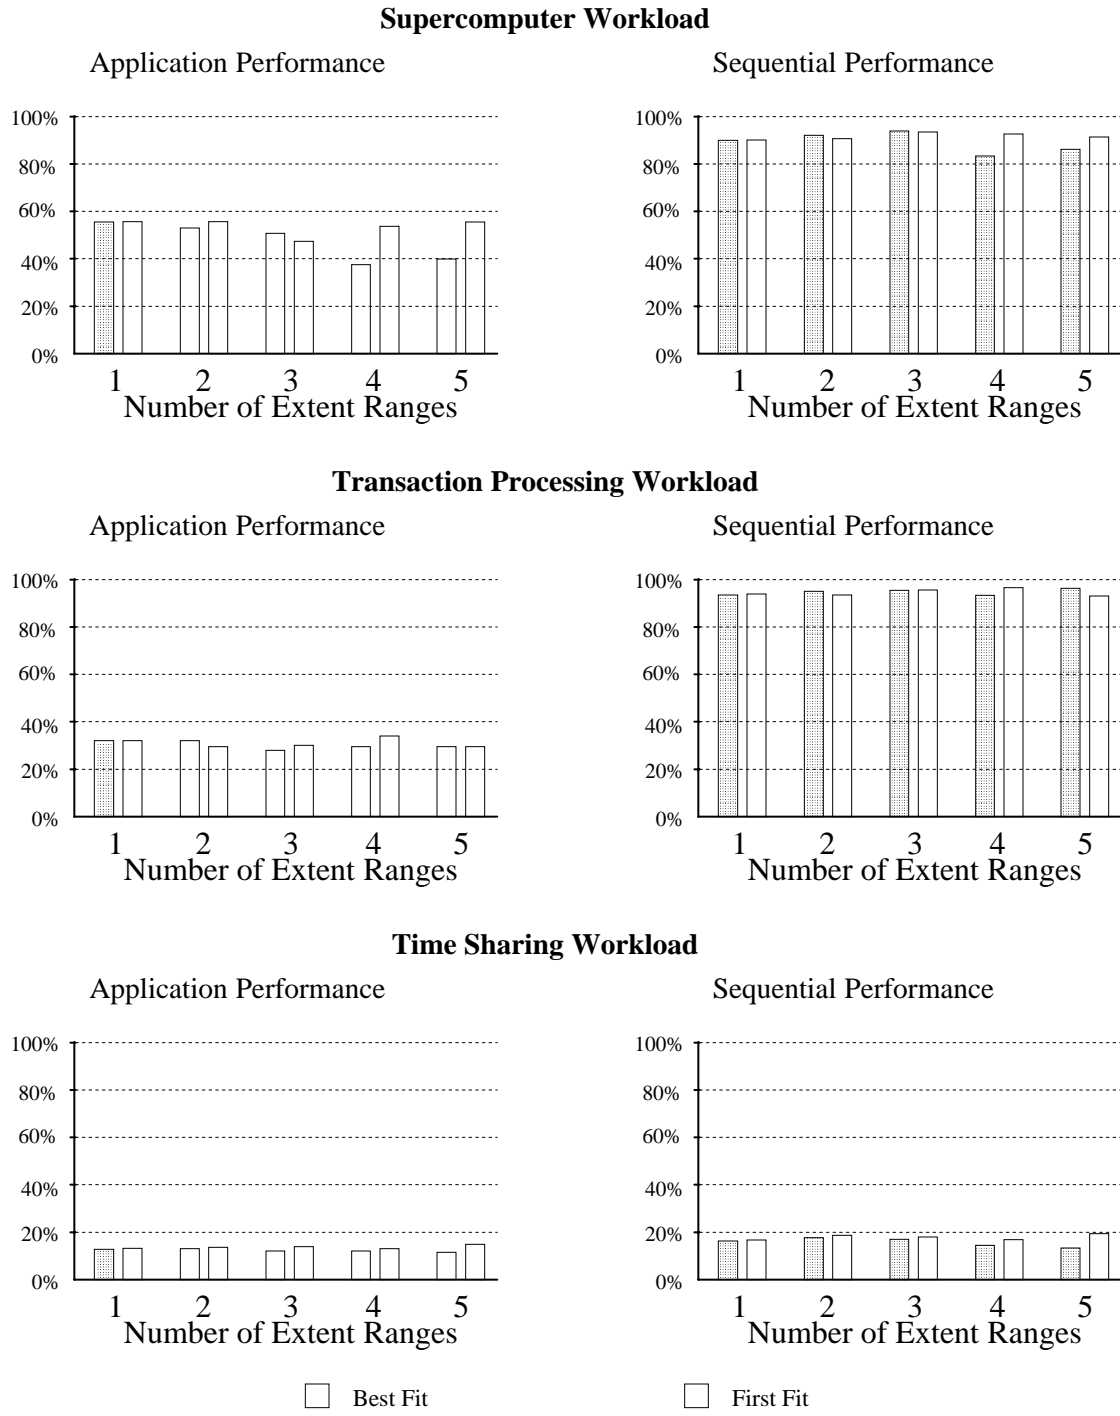 Supercomputer Workload
Application Performance
Sequential Performance
100%
80%
60%
40%
20%
0%
1 2 3 4 5
Number of Extent Ranges
100%
80%
60%
40%
20%
0%
1 2 3 4 5
Number of Extent Ranges
Transaction Processing Workload
Application Performance
Sequential Performance
100%
80%
60%
40%
20%
0%
1 2 3 4 5
Number of Extent Ranges
100%
80%
60%
40%
20%
0%
1 2 3 4 5
Number of Extent Ranges
Time Sharing Workload
Application Performance
Sequential Performance
100%
80%
60%
40%
20%
0%
1 2 3 4 5
Number of Extent Ranges
100%
80%
60%
40%
20%
0%
1 2 3 4 5
Number of Extent Ranges
Best Fit
First Fit